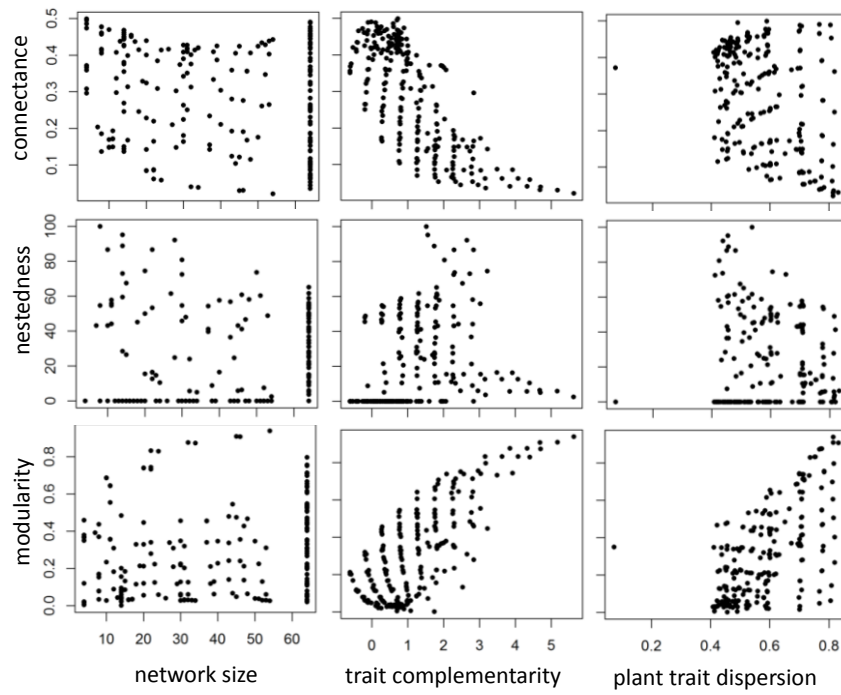 connectance
0.5
0.4
0.3
0.2
0.1
nestedness
100
80
60
40
20
0
modularity
0.8
0.6
0.4
0.2
0.0
10 20 30 40 50 60
0 1 2 3 4 5
0.2 0.4 0.6 0.8
network size
trait complementarity
plant trait dispersion